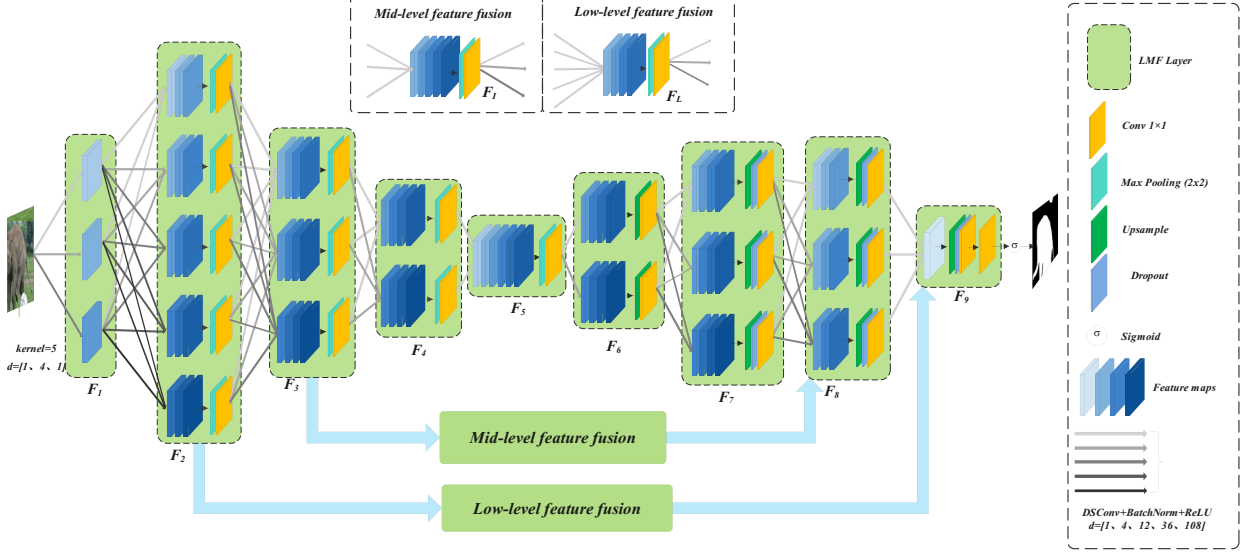 Mid-level feature fusion
F1
Low-level feature fusion
FL
kernel=5
d=[1、4、1]
F1
F2
F3
F4
F5
F6
F7
F8
F9
σ
Mid-level feature fusion
Low-level feature fusion
LMF Layer
Conv 1×1
Max Pooling (2x2)
Upsample
Dropout
σ
Sigmoid
Feature maps
DSConv+BatchNorm+ReLU
d=[1、4、12、36、108]